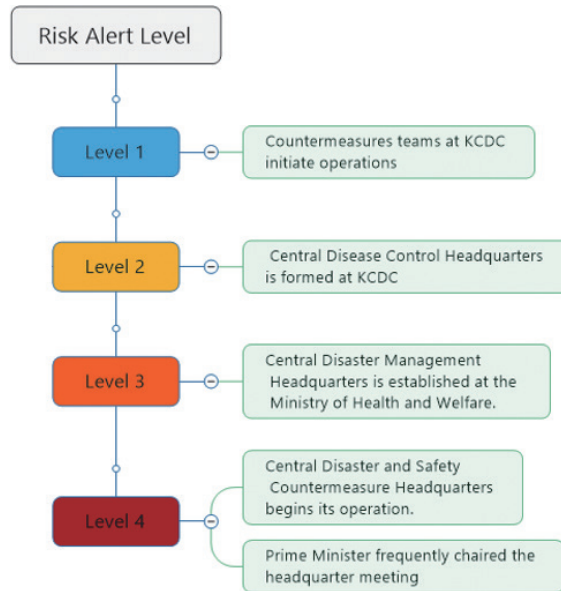 Risk Alert Level
Level 1
Countermeasures teams at KCDC
initiate operations
Level 2
Central Disease Control Headquarters
is formed at KCDC
Level 3
Central Disaster Management
Headquarters is established at the
Ministry of Health and Welfare.
Level 4
Central Disaster and Safety
Countermeasure Headquarters
begins its operation.
Prime Minister frequently chaired the
headquarter meeting